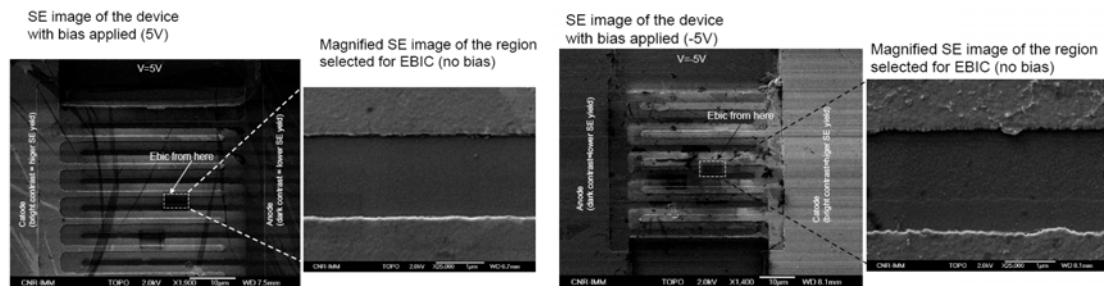 SE image of the device
with bias applied (5V)
Magnified SE image of the region
selected for EBIC (no bias)
V=5V
Ebic from here
Catode
(bright contrast = higer SE yield)
Anode
(dark contrast = lower SE yield)
CNR-IMM TOPO 2.0kV X1,900 10µm WD 7.5mm
CNR-IMM TOPO 2.0kV X25,000 1µm WD 8.7mm
SE image of the device
with bias applied (-5V)
Magnified SE image of the region
selected for EBIC (no bias)
V=-5V
Ebic from here
Anode
(dark contrast=lower SE yield)
Catode
(bright contrast=higer SE yield)
CNR-IMM TOPO 2.0kV X1,400 10µm WD 8.1mm
CNR-IMM TOPO 2.0kV X25,000 1µm WD 8.1mm